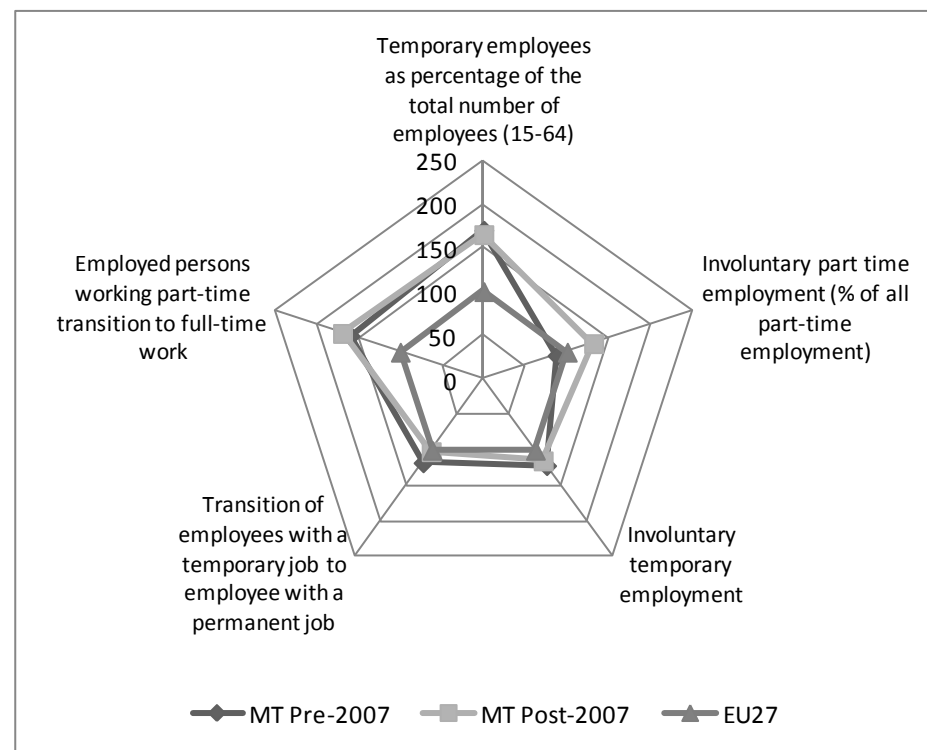 Temporary employees
as percentage of the
total number of
employees (15-64)
250
200
150
100
50
0
Involuntary part time
employment (% of all
part-time
employment)
Involuntary
temporary
employment
Transition of
employees with a
temporary job to
employee with a
permanent job
Employed persons
working part-time
transition to full-time
work
MT Pre-2007 MT Post-2007 EU27